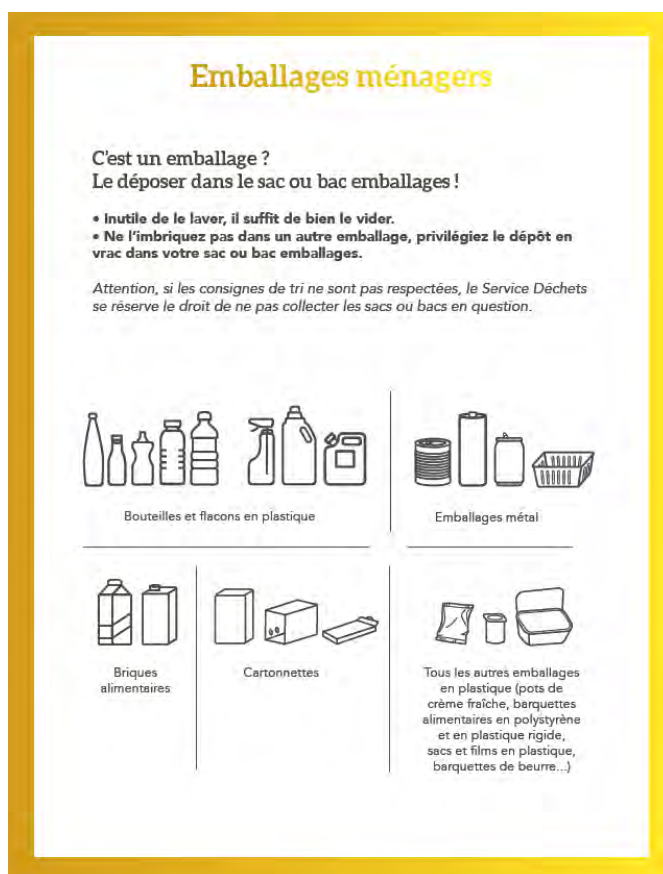 Emballages ménagers
C'est un emballage ?
Le déposer dans le sac ou bac emballages !
• Inutile de le laver, il suffit de bien le vider.
• Ne l'imbriquez pas dans un autre emballage, privilégiez le dépôt en
vrac dans votre sac ou bac emballages.
Attention, si les consignes de tri ne sont pas respectées, le Service Déchets
se réserve le droit de ne pas collecter les sacs ou bacs en question.
Bouteilles et flacons en plastique
Emballages métal
Briques
alimentaires
Cartonnettes
Tous les autres emballages
en plastique (pots de
crème fraîche, barquettes
alimentaires en polystyrène
et en plastique rigide,
sacs et films en plastique,
barquettes de beurre...)